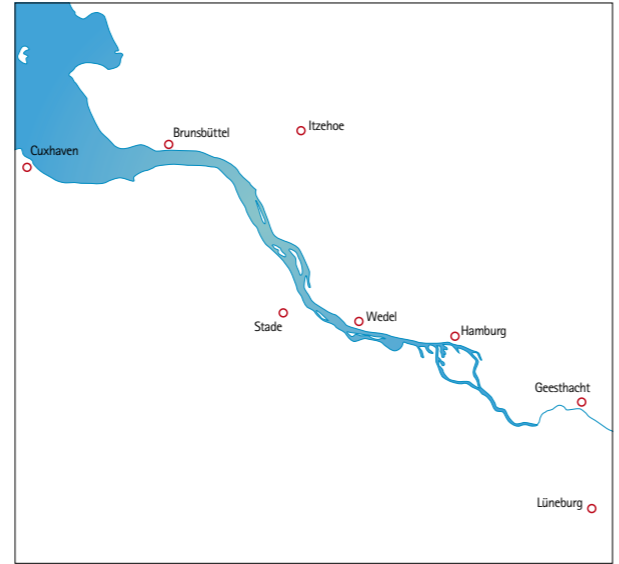 Itzehoe
Brunsbüttel
Cuxhaven
Wedel
Stade
Hamburg
Geesthacht
Lüneburg